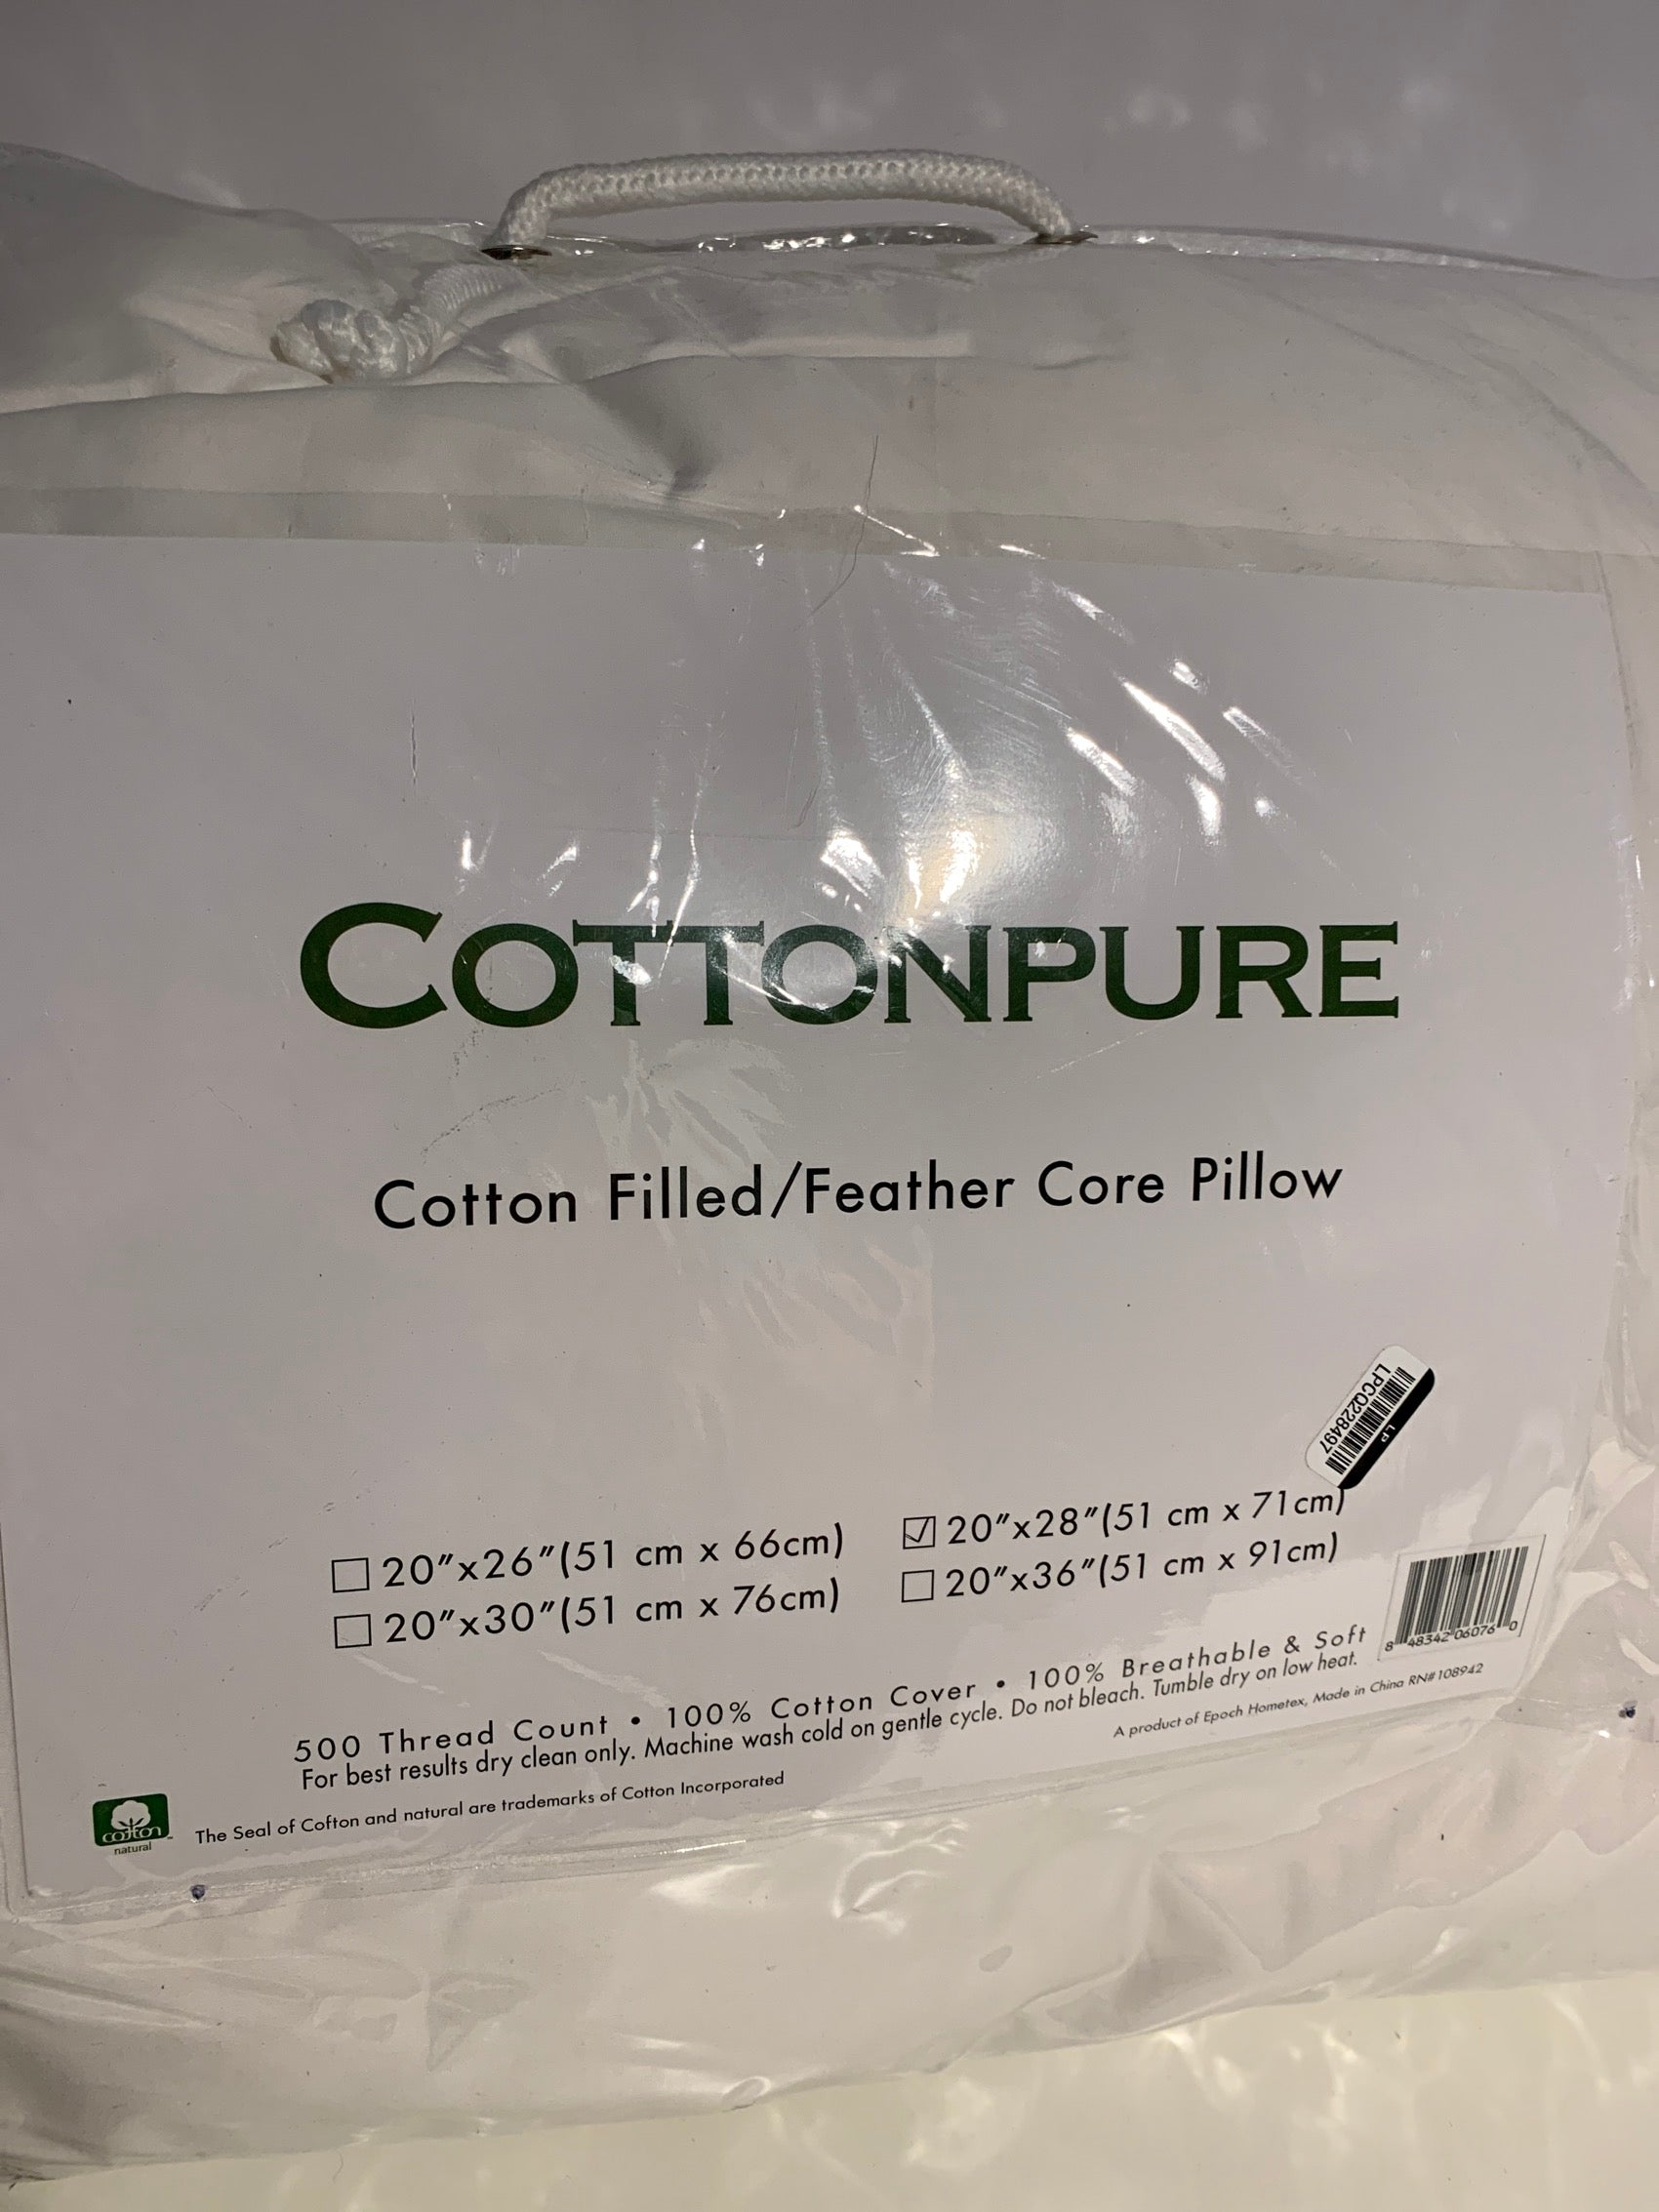 COTTONPURE
Cotton Filled/Feather Core Pillow
LP
LPCQ228497
20"x26"(51 cm x 66cm)
20"x28"(51 cm x 71cm)
20"x30"(51 cm x 76cm)
20"x36"(51 cm x 91cm)
8 48342 06076 0
500 Thread Count • 100% Cotton Cover • 100% Breathable & Soft
For best results dry clean only. Machine wash cold on gentle cycle. Do not bleach. Tumble dry on low heat.
A product of Epoch Hometex, Made in China RN#108942
cotton
natural
The Seal of Cofton and natural are trademarks of Cotton Incorporated